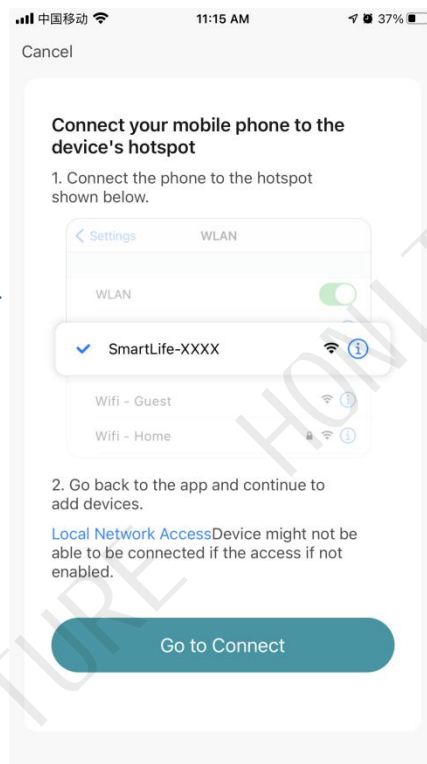 中国移动 11:15 AM 37%
Cancel
Connect your mobile phone to the
device's hotspot
1. Connect the phone to the hotspot
shown below.
Settings WLAN
WLAN
SmartLife-XXXX
Wifi - Guest
Wifi - Home
2. Go back to the app and continue to
add devices.
Local Network AccessDevice might not be
able to be connected if the access if not
enabled.
Go to Connect